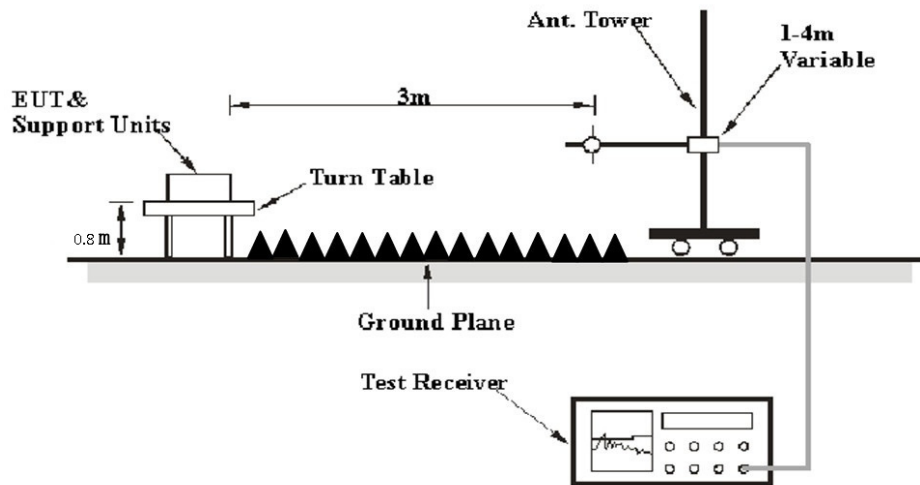 Ant. Tower
1-4m
Variable
EUT&
Support Units
3m
Turn Table
0.8 m
Ground Plane
Test Receiver